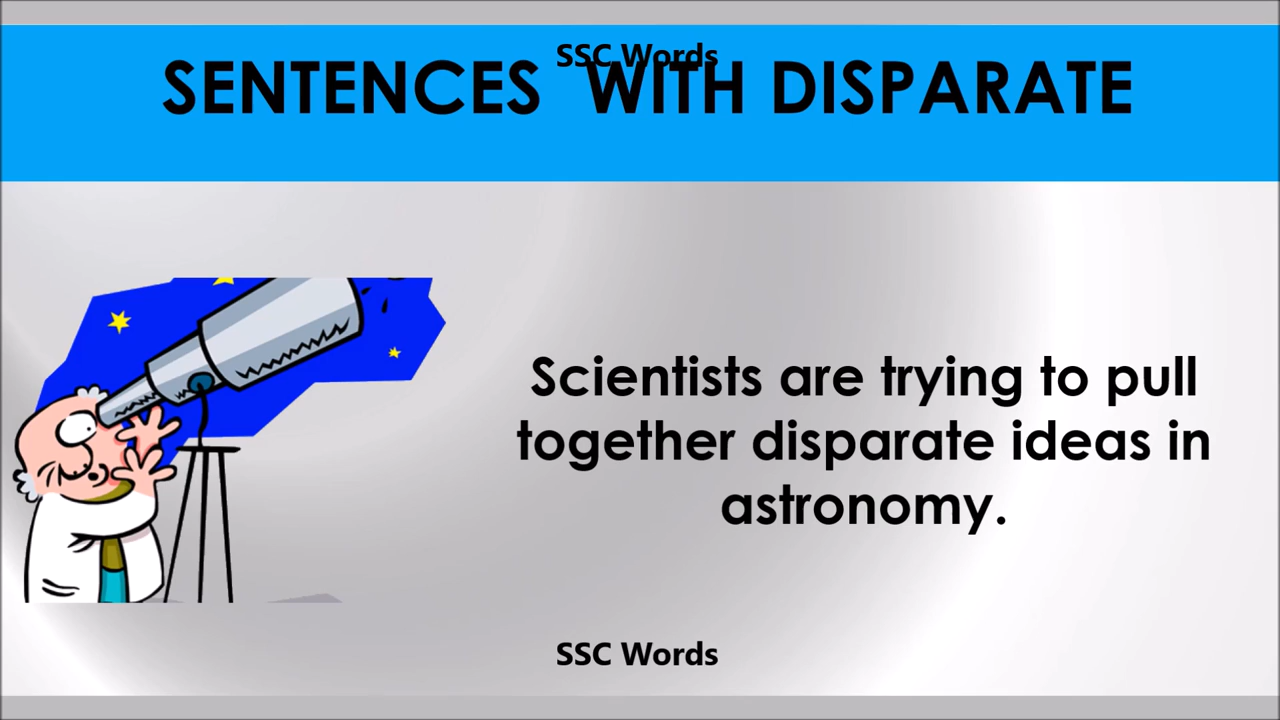 SSC Words
SENTENCES WITH DISPARATE
Scientists are trying to pull
together disparate ideas in
astronomy.
SSC Words